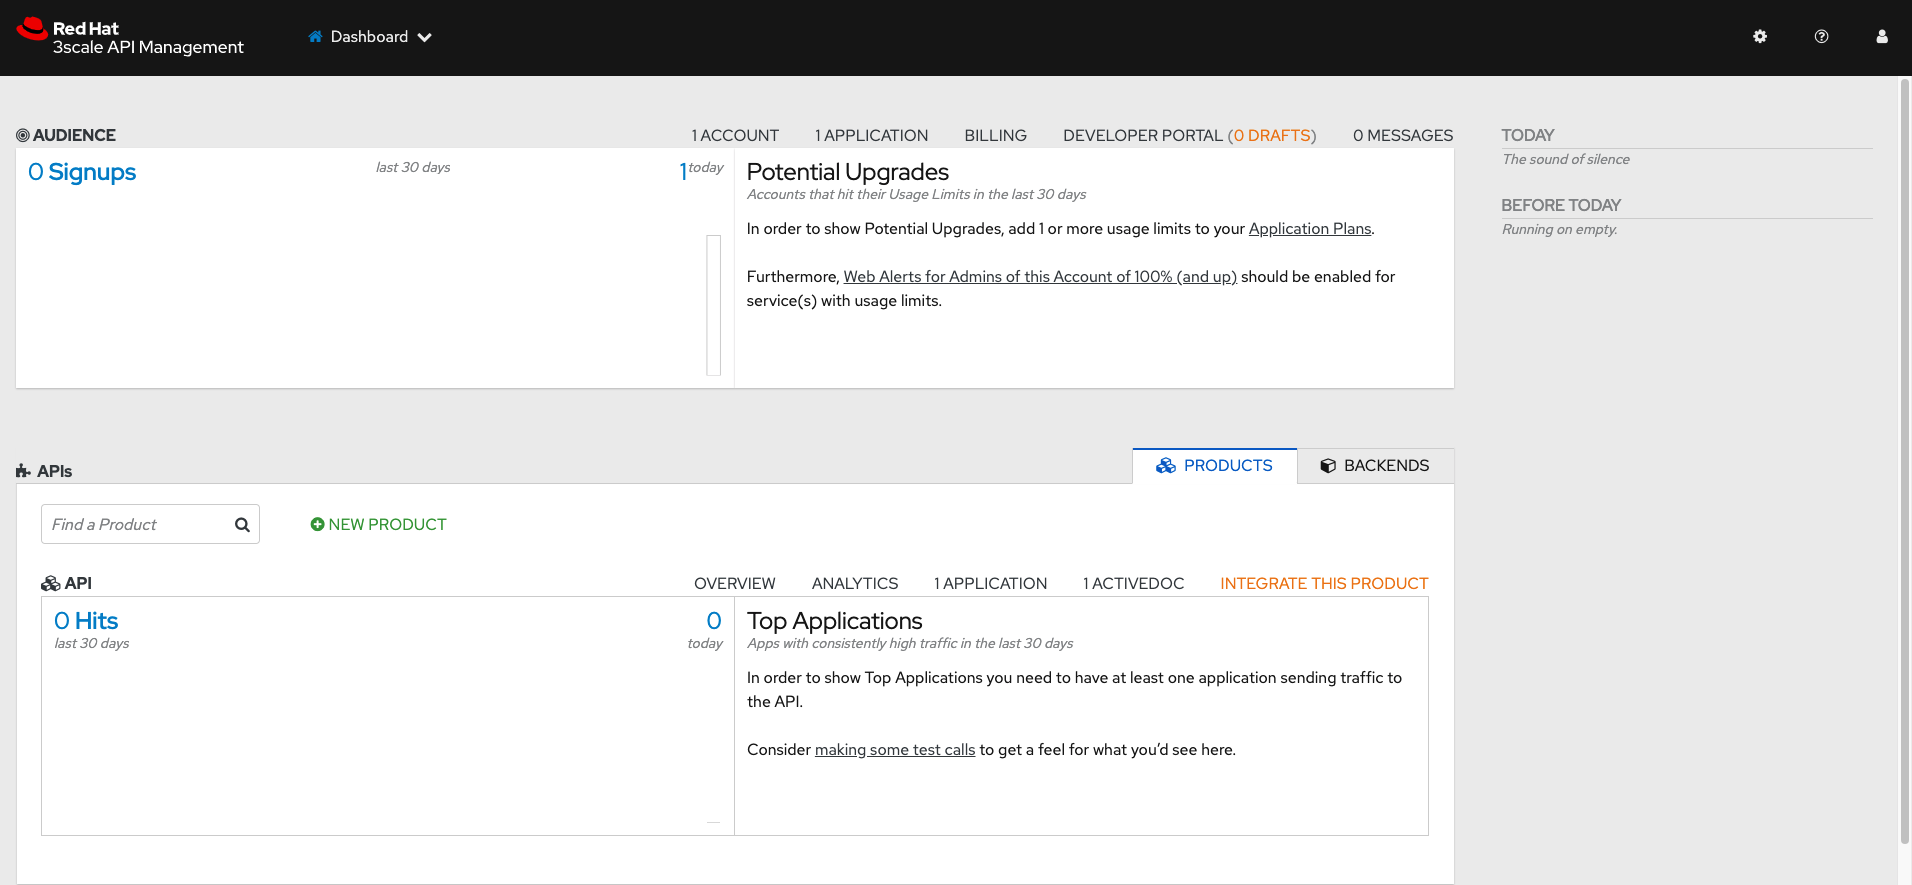 Red Hat
3scale API Management
Dashboard
AUDIENCE
1 ACCOUNT
1 APPLICATION
BILLING
DEVELOPER PORTAL (0 DRAFTS)
0 MESSAGES
0 Signups
last 30 days
1 today
Potential Upgrades
Accounts that hit their Usage Limits in the last 30 days
In order to show Potential Upgrades, add 1 or more usage limits to your Application Plans.
Furthermore, Web Alerts for Admins of this Account of 100% (and up) should be enabled for
service(s) with usage limits.
TODAY
The sound of silence
BEFORE TODAY
Running on empty.
APIs
PRODUCTS
BACKENDS
Find a Product
NEW PRODUCT
API
OVERVIEW
ANALYTICS
1 APPLICATION
1 ACTIVEDOC
INTEGRATE THIS PRODUCT
0 Hits
last 30 days
0
today
Top Applications
Apps with consistently high traffic in the last 30 days
In order to show Top Applications you need to have at least one application sending traffic to
the API.
Consider making some test calls to get a feel for what you'd see here.